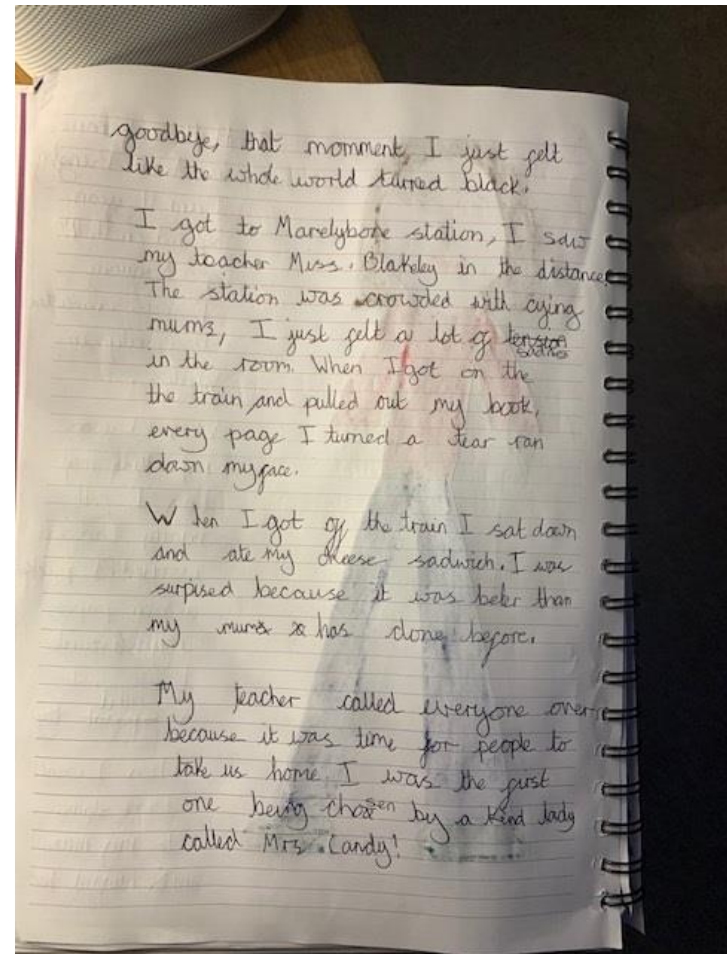 goodbye, that momment, I just felt
like the whole world turred black.
I got to Marelybone station, I saw
my teacher Miss. Blakeley in the distance.
The station was crowded with cying
mums, I just felt a lot of
in the room. When I got on the
the train and pulled out my book,
every page I turned a tear ran
down my face.
When I got off the train I sat down
and ate my cheese sadwich. I was
surpised because it was beter than
my mums has done before.
My teacher called everyone over
because it was time for people to
take us home I was the first
one being chosen by a kind lady
called Mrs. Candy!